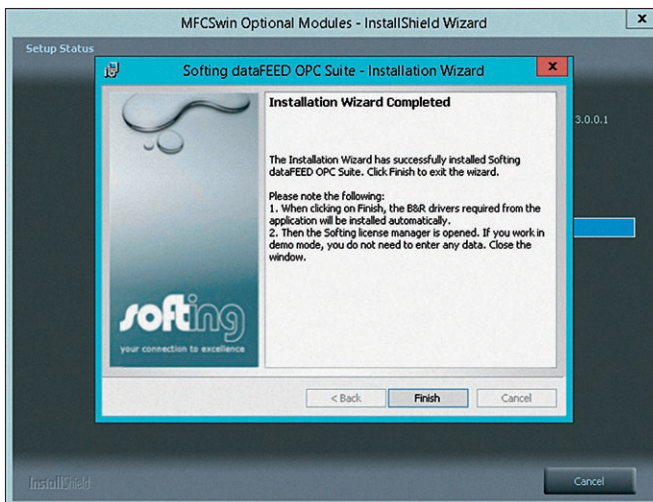 MFCSwin Optional Modules - InstallShield Wizard
x
Setup Status
Softing dataFEED OPC Suite - Installation Wizard
x
3.0.0.1
Installation Wizard Completed
The Installation Wizard has successfully installed Softing
dataFEED OPC Suite. Click Finish to exit the wizard.
Please note the following:
1. When clicking on Finish, the B&R drivers required from the
application will be installed automatically.
2. Then the Softing license manager is opened. If you work in
demo mode, you do not need to enter any data. Close the
window.
softing
your connection to excellence
< Back
Finish
Cancel
InstallShield
Cancel